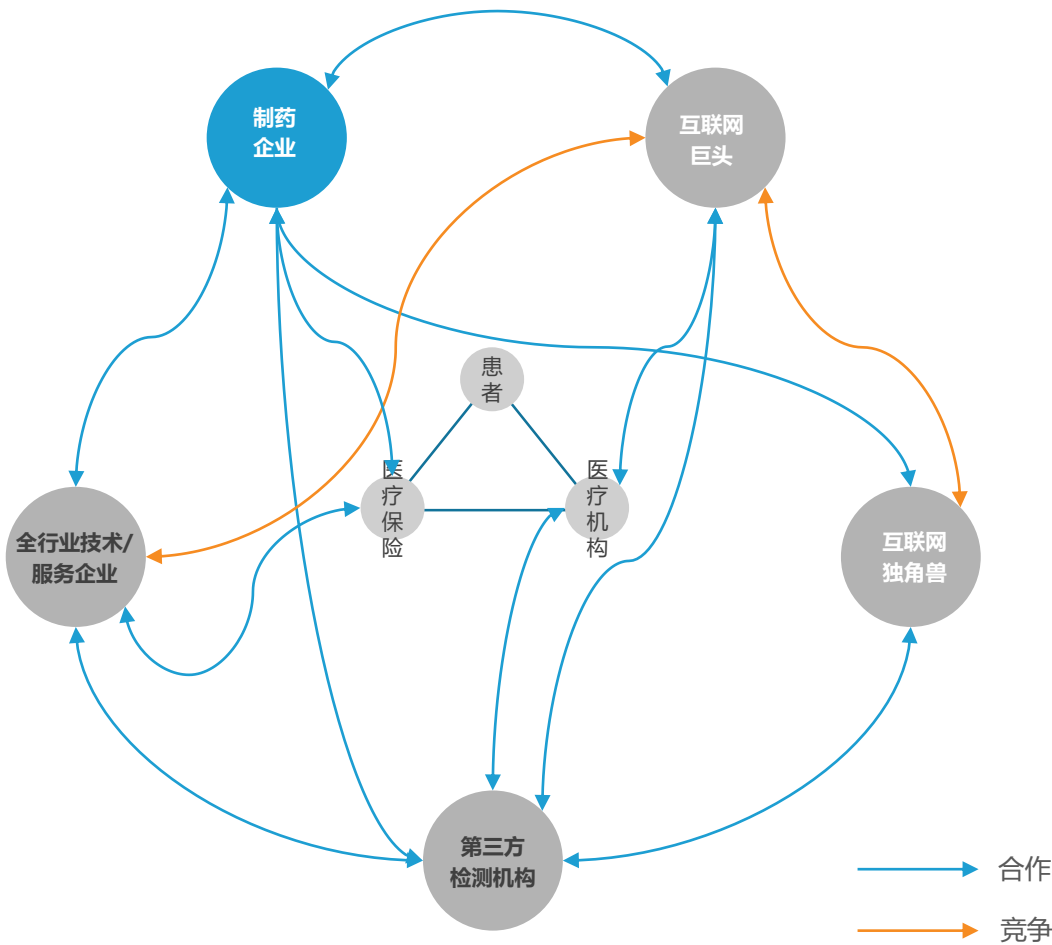 制药
企业
互联网
巨头
患
者
医
疗
保
险
医
疗
机
构
全行业技术/
服务企业
互联网
独角兽
第三方
检测机构
合作
竞争